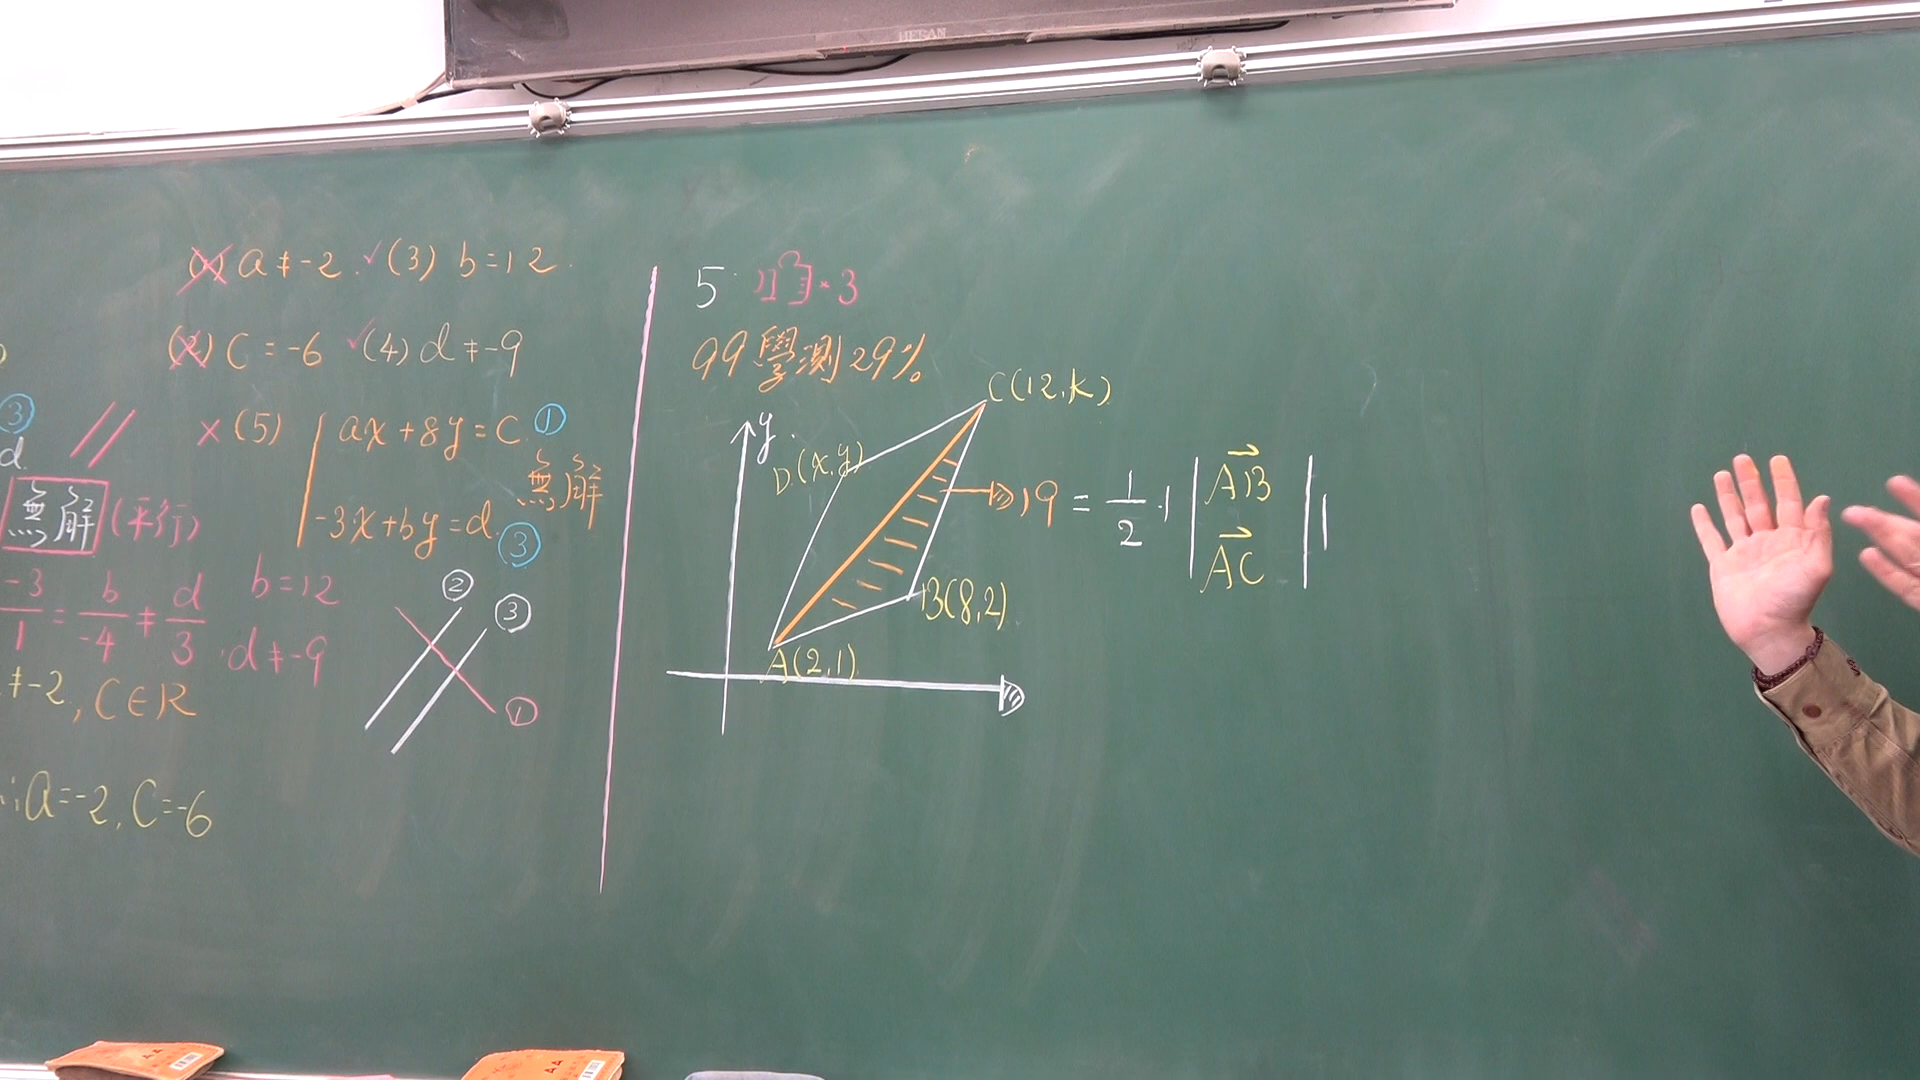 HERAN
(1) a≠-2. ✓(3) b=12.
(2) C=-6 ✓(4) d≠-9
③
d.
// × (5) ax+8y=C ①
-3x+by=d. ③
無解
無解 (平行)
-3/1 = b/-4 ≠ d/3
b=12
d≠-9
≠-2, C∈R
② ③ ①
∴a=-2, C=-6
5.
·3
99學測29%
y
C(12,k)
D(x,y)
B(8,2)
A(2,1)
19 = 1/2 · | | AB→ AC→ | |